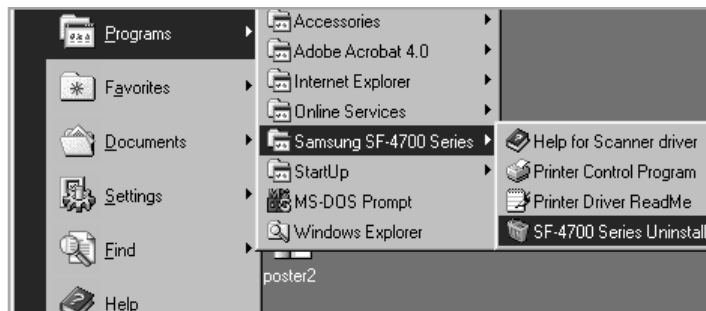 Programs
Favorites
Documents
Settings
Find
Help
Accessories
Adobe Acrobat 4.0
Internet Explorer
Online Services
Samsung SF-4700 Series
StartUp
MS-DOS Prompt
Windows Explorer
Help for Scanner driver
Printer Control Program
Printer Driver ReadMe
SF-4700 Series Uninstall
poster2